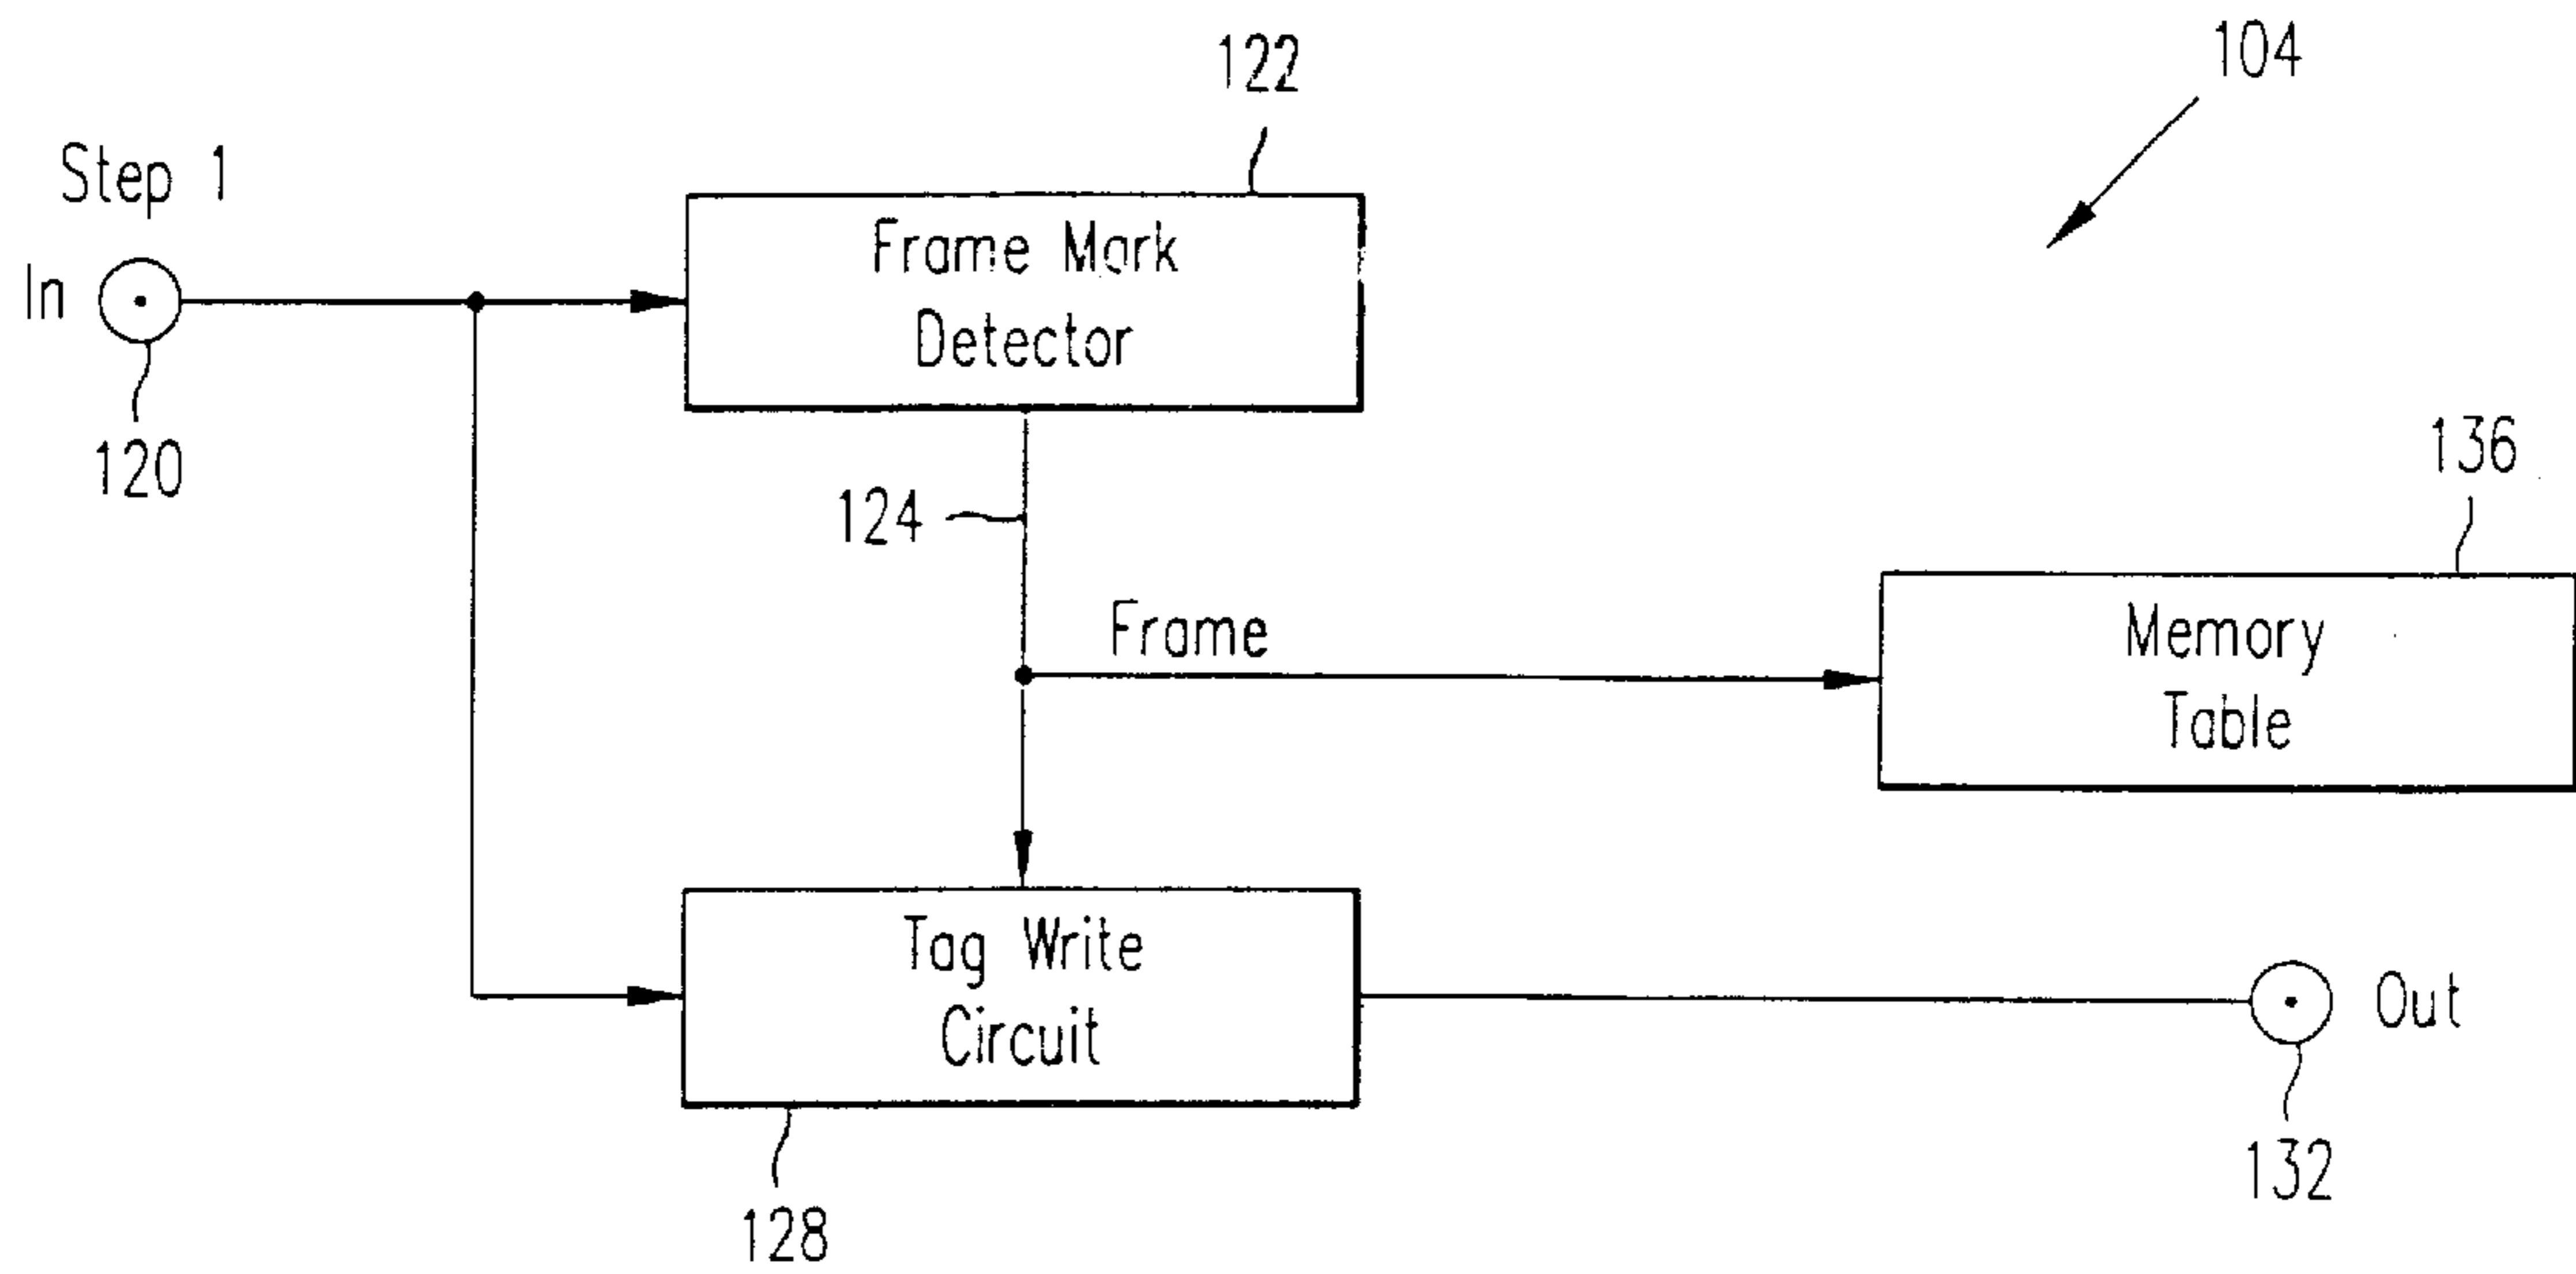 104
122
Step 1
In
120
Frame Mark
Detector
124
136
Frame
Memory
Table
Tag Write
Circuit
Out
132
128